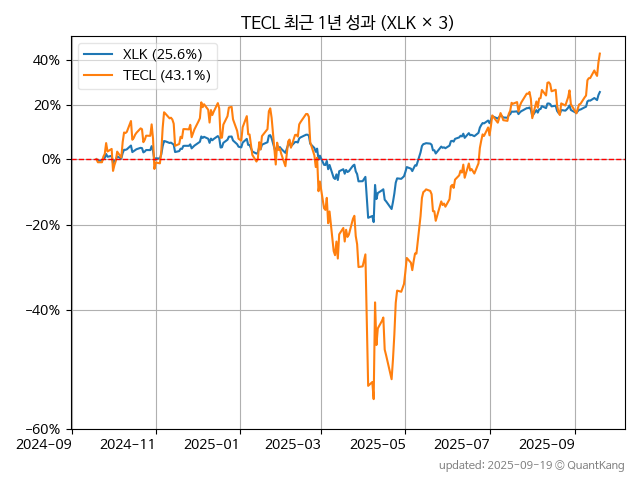 TECL 최근 1년 성과 (XLK × 3)
XLK (25.6%)
TECL (43.1%)
40%
20%
0%
−20%
−40%
−60%
2024-09 2024-11 2025-01 2025-03 2025-05 2025-07 2025-09
updated: 2025-09-19 © QuantKang